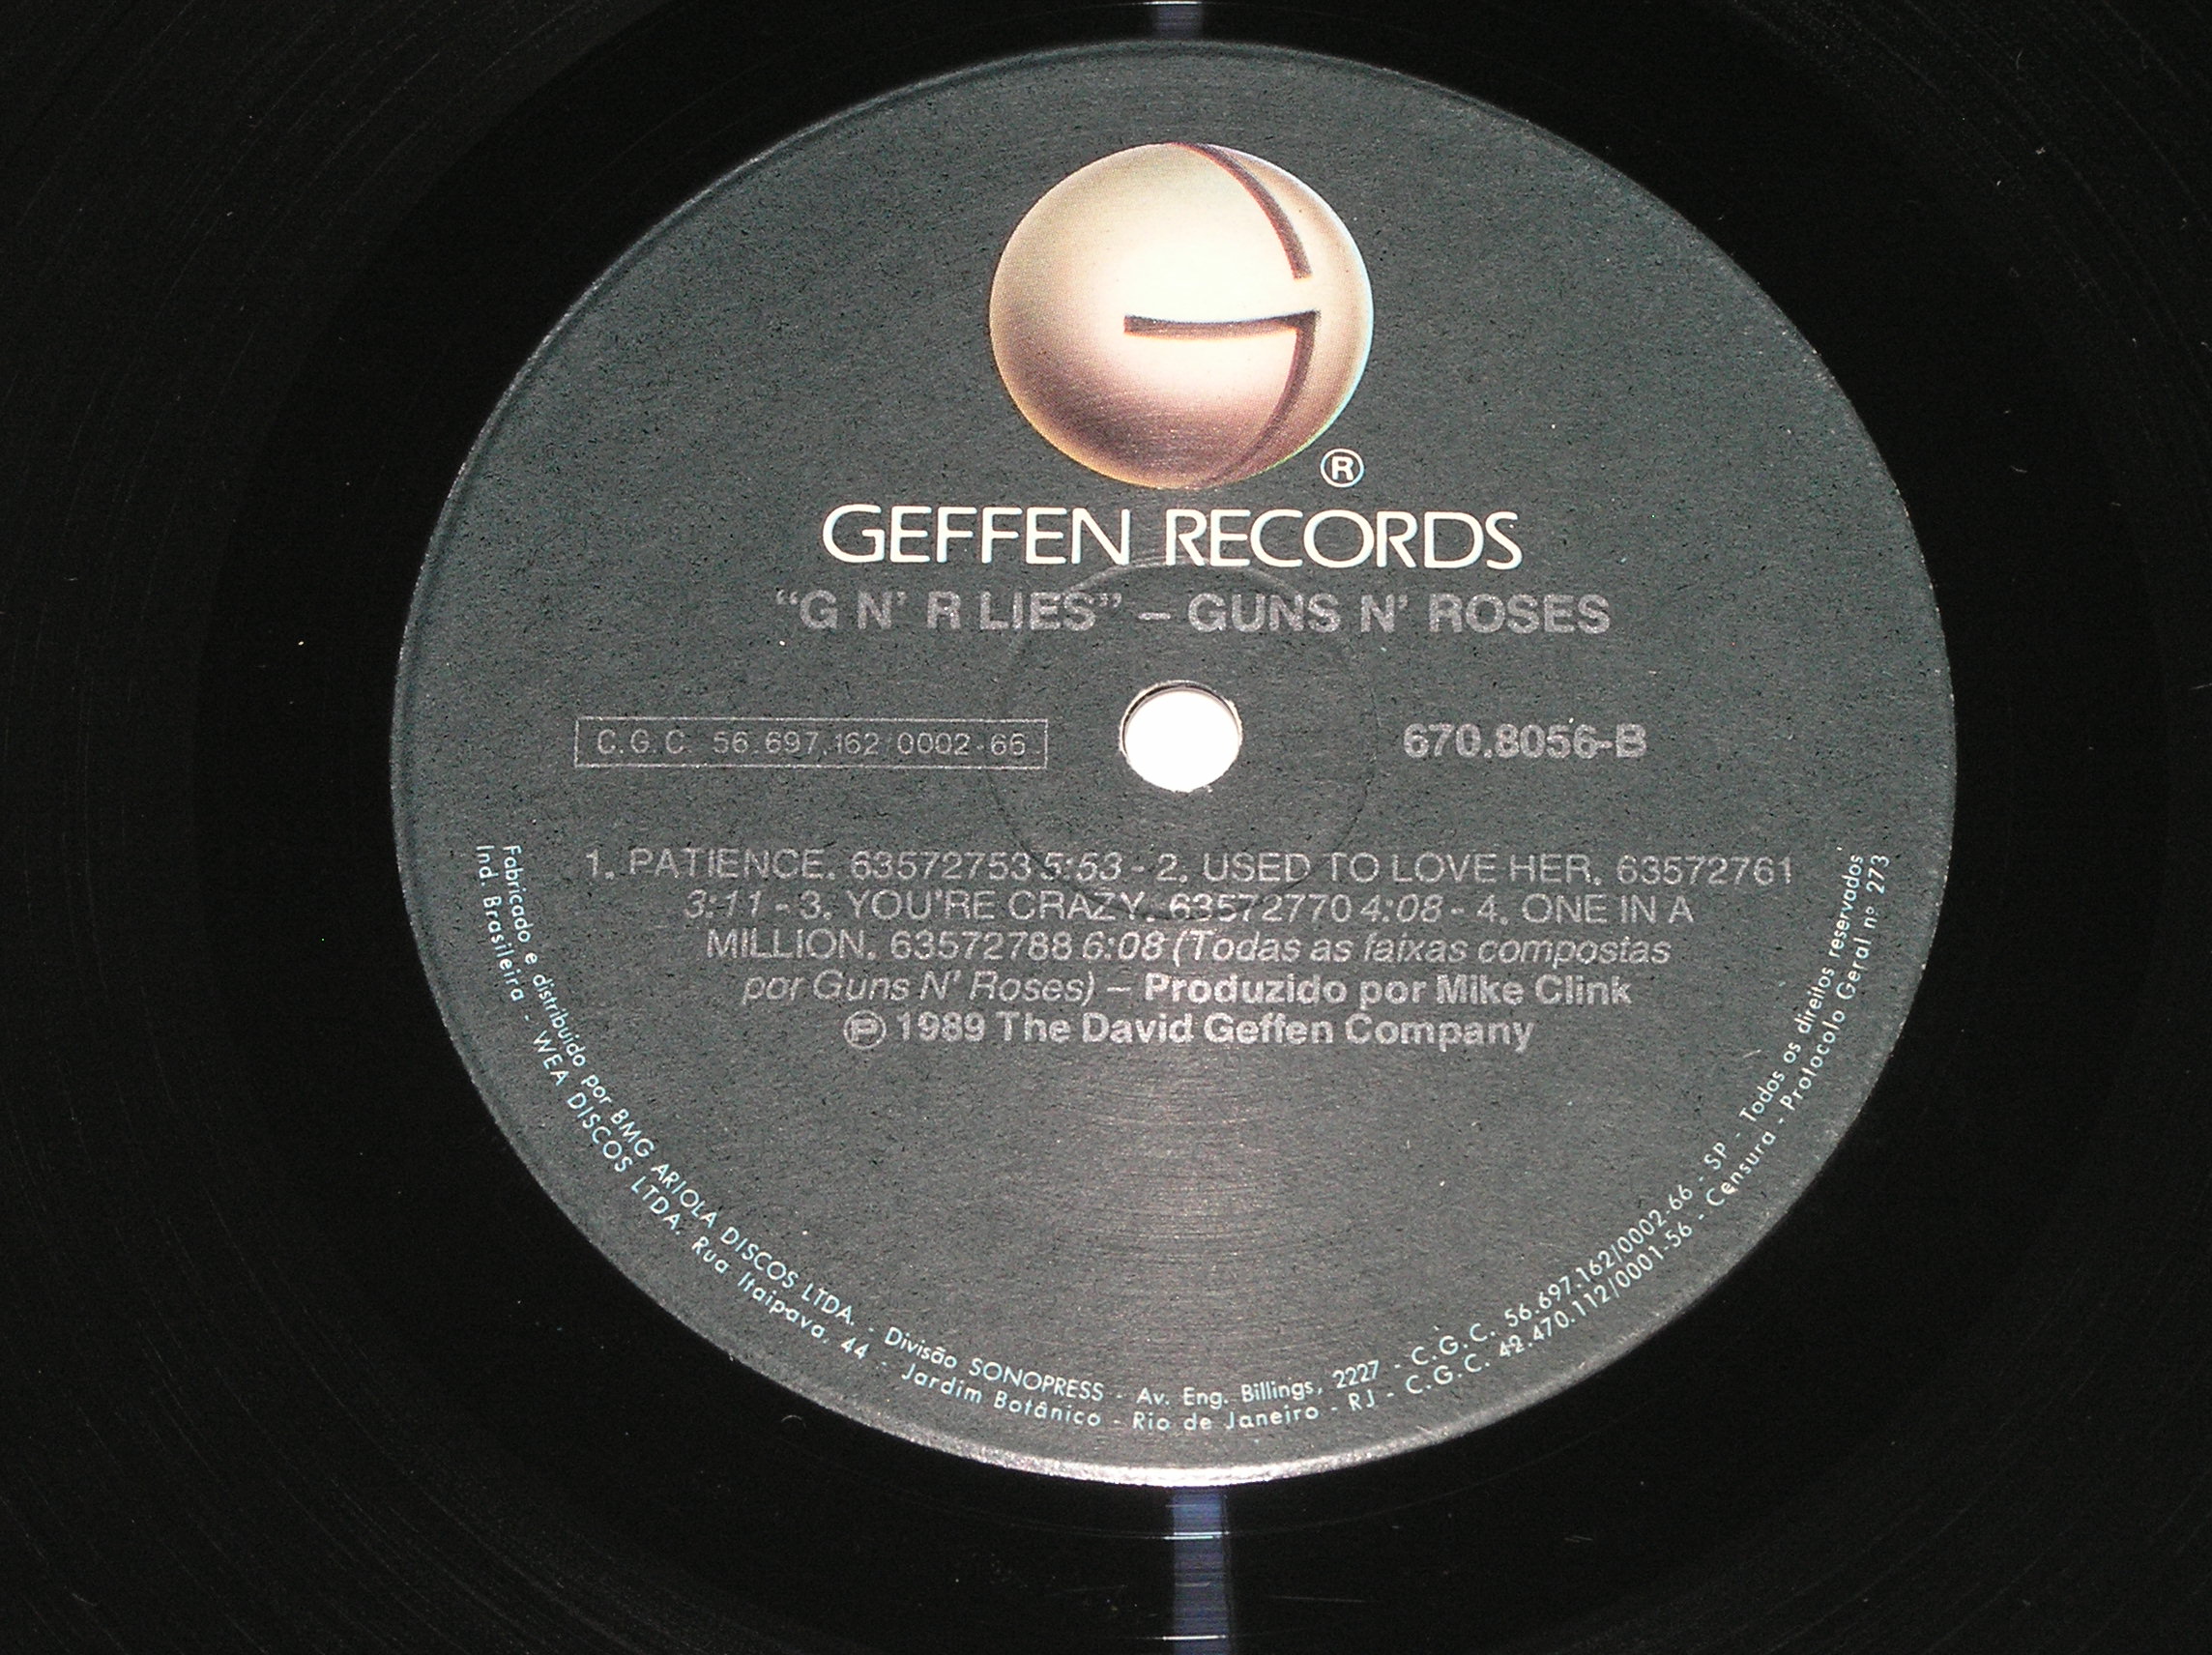 ®
GEFFEN RECORDS
“G N' R LIES” – GUNS N' ROSES
C.G.C. 56.697.162/0002-66
670.8056-B
1. PATIENCE. 63572753 5:53 - 2. USED TO LOVE HER. 63572761
3:11 - 3. YOU'RE CRAZY. 63572770 4:08 - 4. ONE IN A
MILLION. 63572788 6:08 (Todas as faixas compostas
por Guns N' Roses) – Produzido por Mike Clink
℗ 1989 The David Geffen Company
Fabricado e distribuido por BMG ARIOLA DISCOS LTDA. - Divisão SONOPRESS - Av. Eng. Billings, 2227 - C.G.C. 56.697.162/0002-66 - SP - Todos os direitos reservados
Ind. Brasileira - WEA DISCOS LTDA. Rua Itaipava, 44 - Jardim Botânico - Rio de Janeiro - RJ - C.G.C. 42.470.112/0001-56 - Censura - Protocolo Geral nº 273